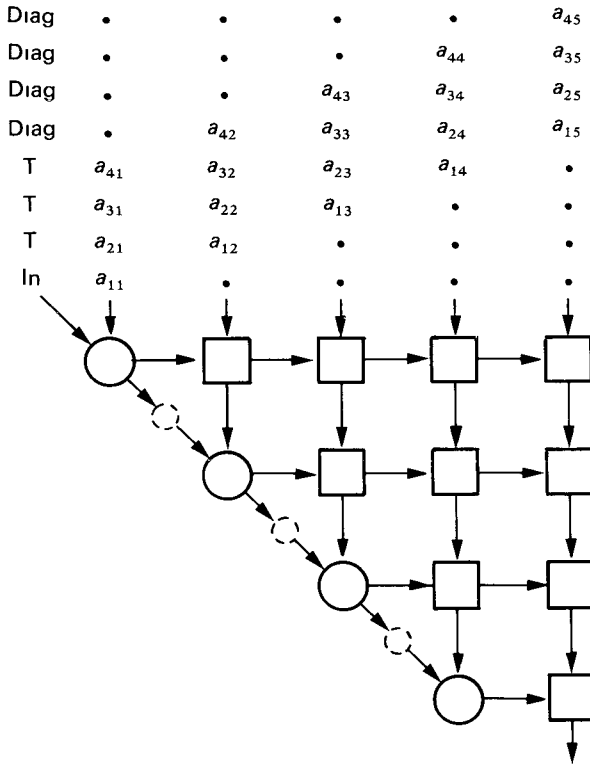 Diag • • • • a₄₅
Diag • • • a₄₄ a₃₅
Diag • • a₄₃ a₃₄ a₂₅
Diag • a₄₂ a₃₃ a₂₄ a₁₅
T a₄₁ a₃₂ a₂₃ a₁₄ •
T a₃₁ a₂₂ a₁₃ • •
T a₂₁ a₁₂ • • •
In a₁₁ • • • •